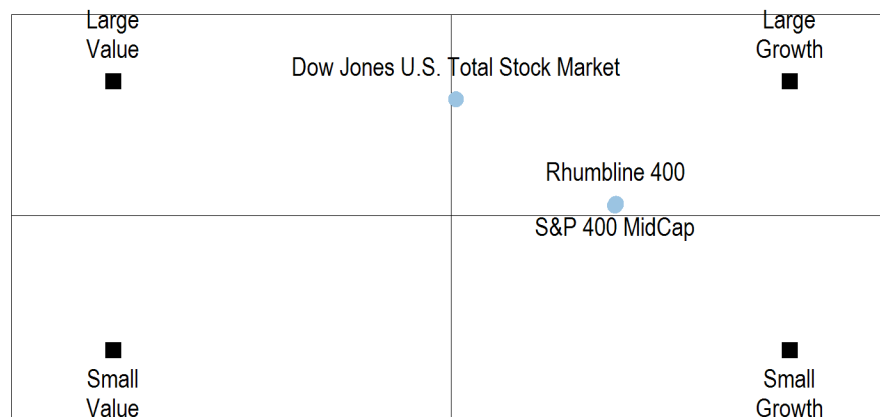 Large
Value
Large
Growth
Dow Jones U.S. Total Stock Market
Rhumbline 400
S&P 400 MidCap
Small
Value
Small
Growth